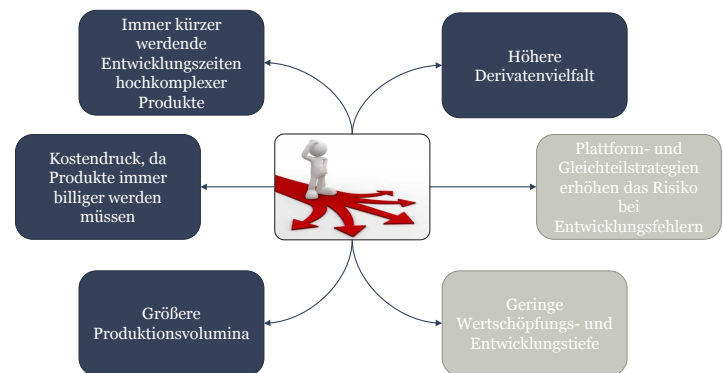 Immer kürzer
werdende
Entwicklungszeiten
hochkomplexer
Produkte
Höhere
Derivatenvielfalt
Kostendruck, da
Produkte immer
billiger werden
müssen
Plattform- und
Gleichteilstrategien
erhöhen das Risiko
bei
Entwicklungsfehlern
Größere
Produktionsvolumina
Geringe
Wertschöpfungs- und
Entwicklungstiefe